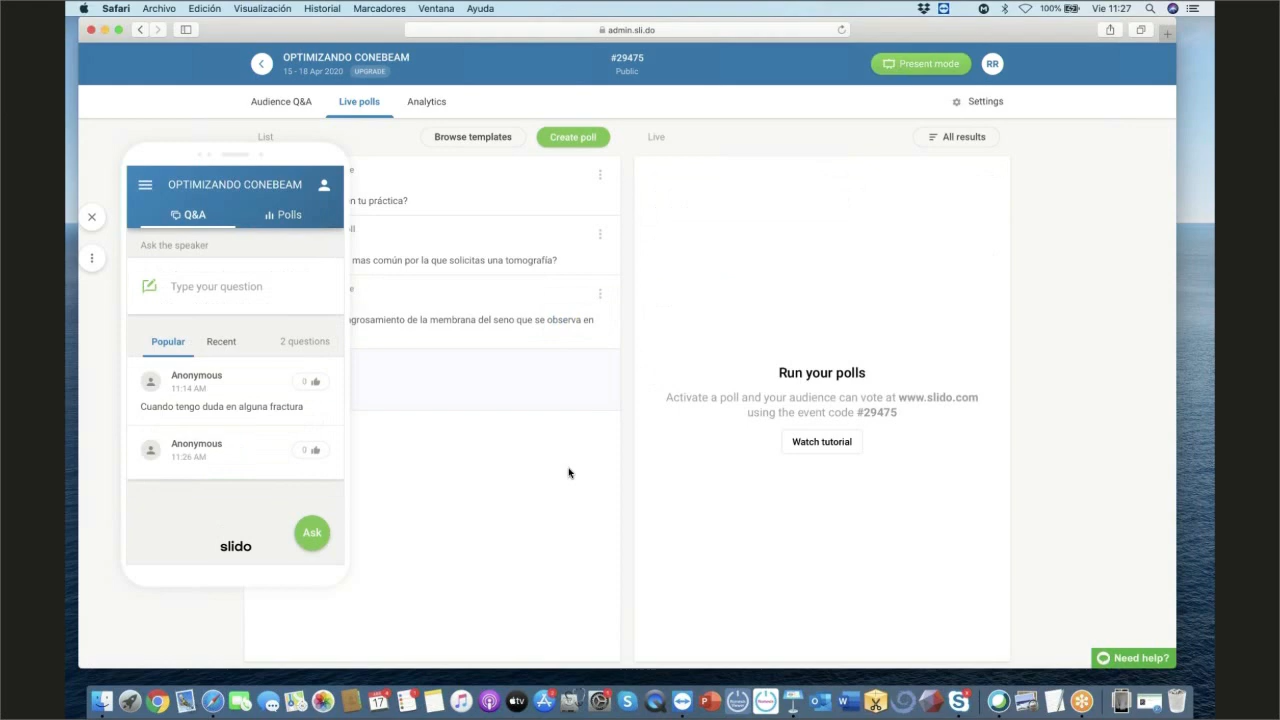 Safari Archivo Edición Visualización Historial Marcadores Ventana Ayuda 100% Vie 11:27
admin.sli.do
OPTIMIZANDO CONEBEAM
15 - 18 Apr 2020 UPGRADE
#29475
Public
Present mode
RR
Audience Q&A Live polls Analytics Settings
List Browse templates Create poll Live All results
OPTIMIZANDO CONEBEAM
Q&A Polls
Ask the speaker
Type your question
Popular Recent 2 questions
Anonymous
11:14 AM
0
Cuando tengo duda en alguna fractura
Anonymous
11:26 AM
0
Ask
slido
e
n tu práctica?
ll
mas común por la que solicitas una tomografía?
e
grosamiento de la membrana del seno que se observa en
Run your polls
Activate a poll and your audience can vote at www.slido.com
using the event code #29475
Watch tutorial
Need help?
17